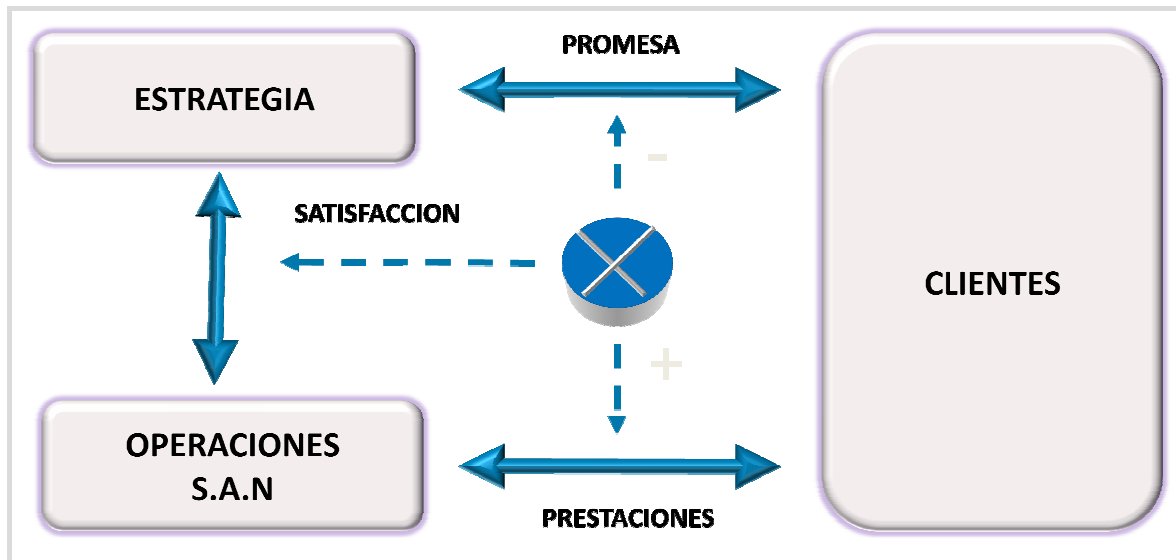 PROMESA
ESTRATEGIA
-
SATISFACCION
CLIENTES
+
OPERACIONES
S.A.N
PRESTACIONES